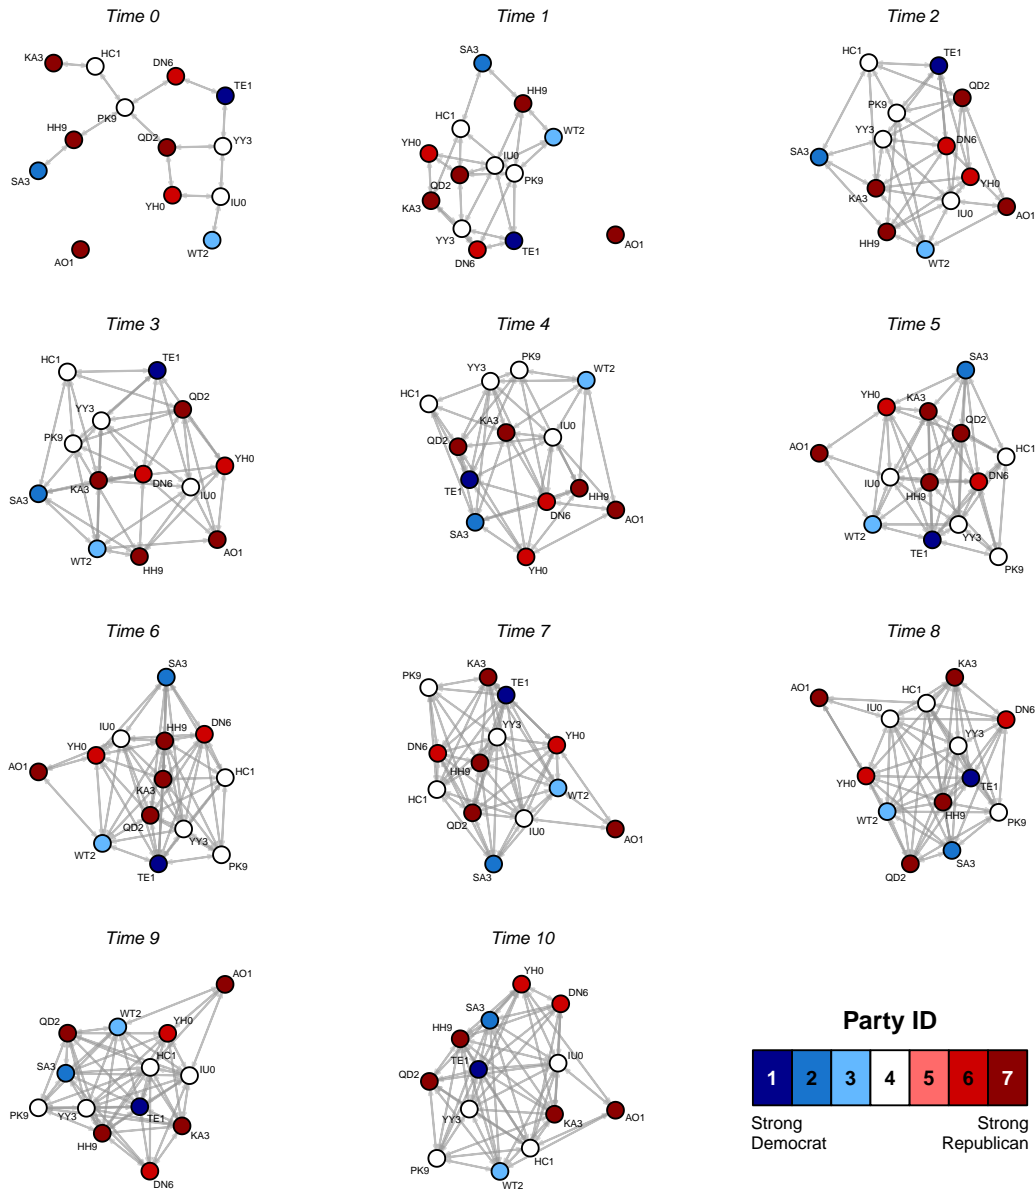 Time 0
KA3
HC1
DN6
TE1
PK9
HH9
QD2
YY3
SA3
YH0
IU0
WT2
AO1
Time 1
SA3
HH9
HC1
WT2
YH0
IU0
QD2
PK9
KA3
YY3
TE1
DN6
AO1
Time 2
HC1
TE1
QD2
PK9
YY3
DN6
SA3
KA3
YH0
IU0
AO1
HH9
WT2
Time 3
HC1
TE1
QD2
YY3
PK9
YH0
KA3
DN6
IU0
SA3
WT2
AO1
HH9
Time 4
PK9
YY3
WT2
HC1
KA3
IU0
QD2
TE1
HH9
DN6
AO1
SA3
YH0
Time 5
SA3
YH0
KA3
QD2
AO1
HC1
IU0
HH9
DN6
WT2
YY3
TE1
PK9
Time 6
SA3
IU0
HH9
DN6
YH0
AO1
KA3
HC1
QD2
YY3
WT2
PK9
TE1
Time 7
KA3
PK9
TE1
YY3
DN6
YH0
HH9
HC1
WT2
QD2
IU0
AO1
SA3
Time 8
KA3
AO1
HC1
IU0
DN6
YY3
YH0
TE1
WT2
HH9
PK9
SA3
QD2
Time 9
AO1
WT2
QD2
YH0
HC1
SA3
IU0
PK9
YY3
TE1
HH9
KA3
DN6
Time 10
YH0
DN6
SA3
HH9
TE1
IU0
QD2
YY3
KA3
AO1
HC1
PK9
WT2
Party ID
1 2 3 4 5 6 7
Strong Democrat
Strong Republican